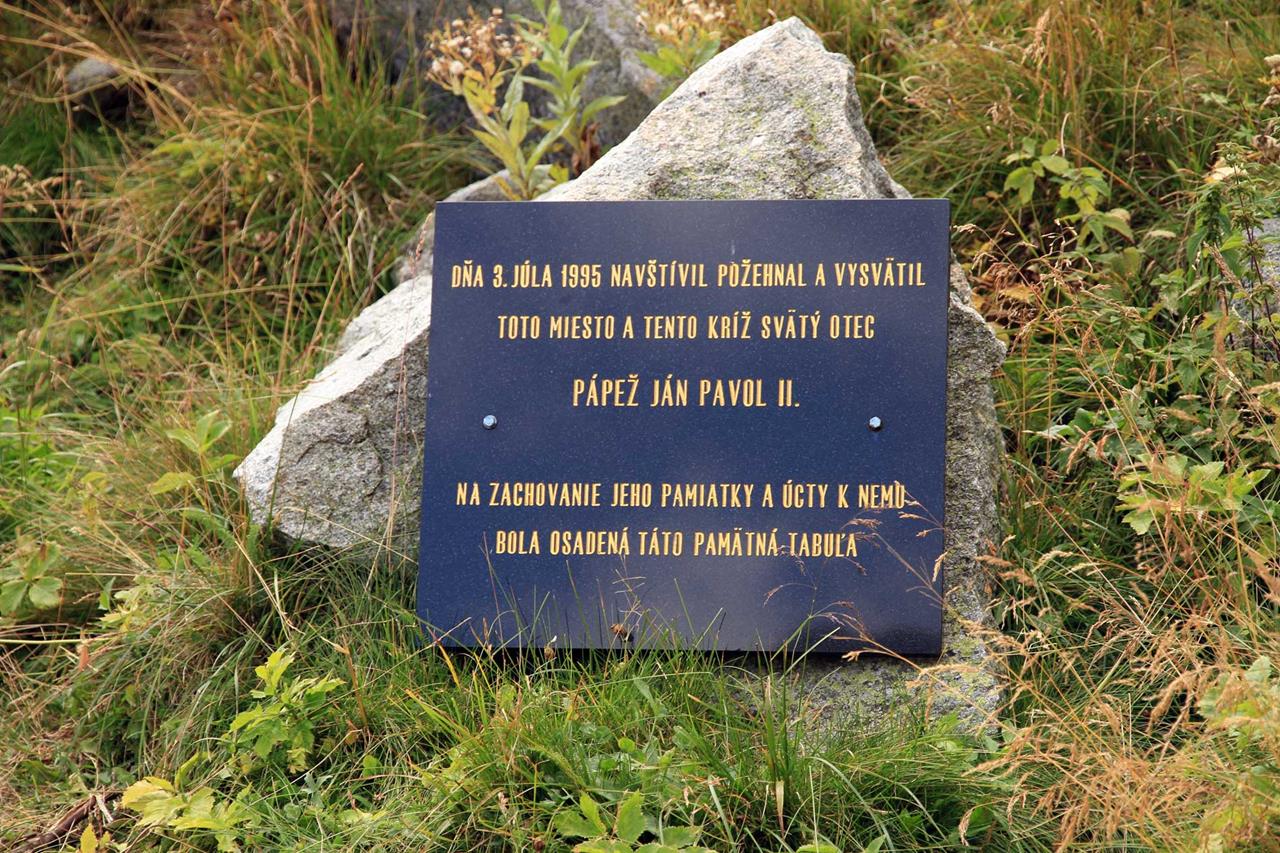 DŇA 3. JÚLA 1995 NAVŠTÍVIL POŽEHNAL A VYSVÄTIL
TOTO MIESTO A TENTO KRÍŽ SVÄTÝ OTEC
PÁPEŽ JÁN PAVOL II.
NA ZACHOVANIE JEHO PAMIATKY A ÚCTY K NEMU
BOLA OSADENÁ TÁTO PAMÄTNÁ TABUĽA